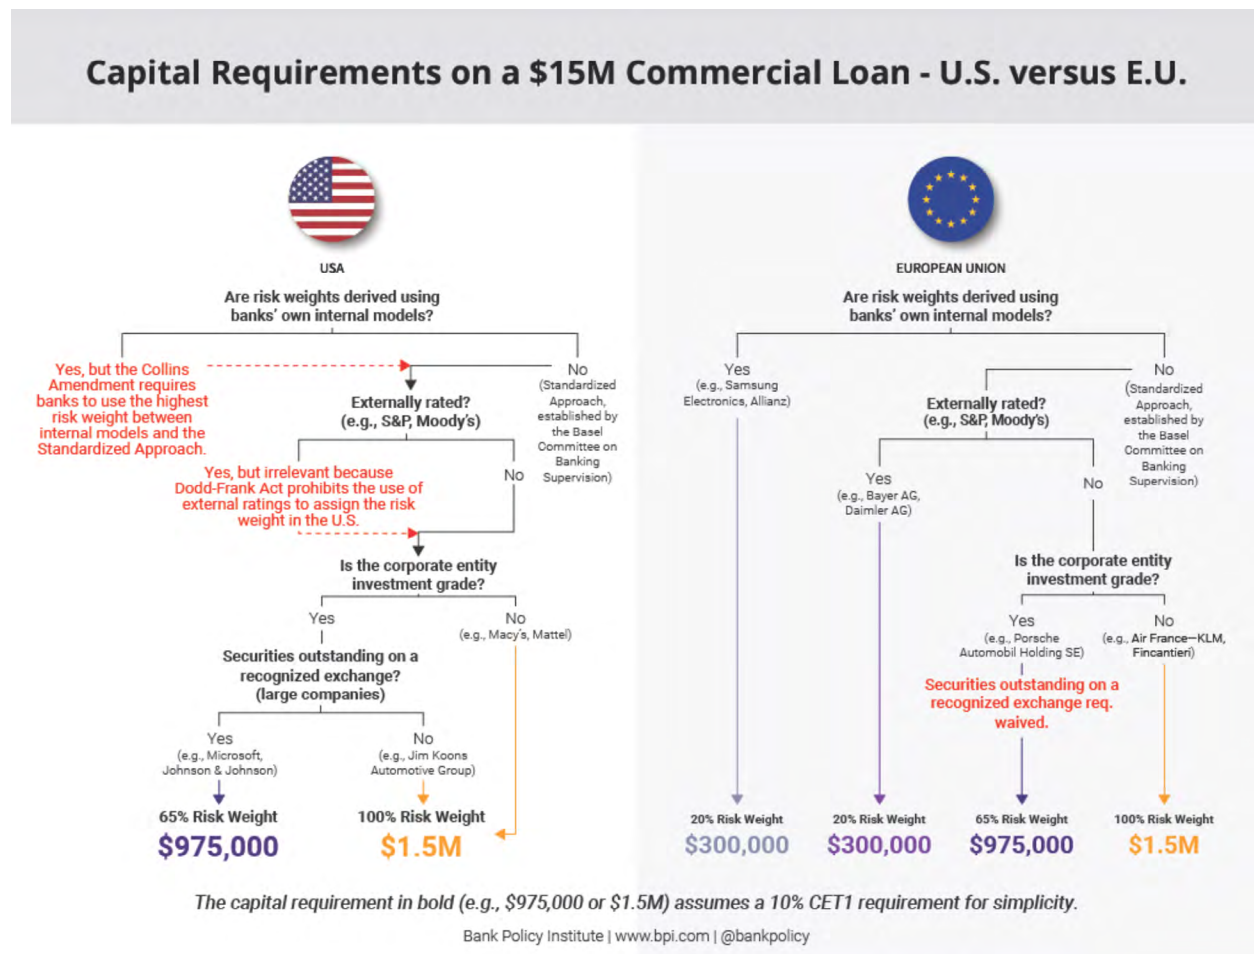 Capital Requirements on a $15M Commercial Loan - U.S. versus E.U.
USA
Are risk weights derived using
banks' own internal models?
Yes, but the Collins
Amendment requires
banks to use the highest
risk weight between
internal models and the
Standardized Approach.
No
(Standardized
Approach,
established by
the Basel
Committee on
Banking
Supervision)
Externally rated?
(e.g., S&P, Moody's)
Yes, but irrelevant because
Dodd-Frank Act prohibits the use of
external ratings to assign the risk
weight in the U.S.
No
Is the corporate entity
investment grade?
Yes
No
(e.g., Macy's, Mattel)
Securities outstanding on a
recognized exchange?
(large companies)
Yes
(e.g., Microsoft,
Johnson & Johnson)
No
(e.g., Jim Koons
Automotive Group)
65% Risk Weight
$975,000
100% Risk Weight
$1.5M
EUROPEAN UNION
Are risk weights derived using
banks' own internal models?
Yes
(e.g., Samsung
Electronics, Allianz)
No
(Standardized
Approach,
established by
the Basel
Committee on
Banking
Supervision)
Externally rated?
(e.g., S&P, Moody's)
Yes
(e.g., Bayer AG,
Daimler AG)
No
Is the corporate entity
investment grade?
Yes
(e.g., Porsche
Automobil Holding SE)
No
(e.g., Air France–KLM,
Fincantieri)
Securities outstanding on a
recognized exchange req.
waived.
20% Risk Weight
$300,000
20% Risk Weight
$300,000
65% Risk Weight
$975,000
100% Risk Weight
$1.5M
The capital requirement in bold (e.g., $975,000 or $1.5M) assumes a 10% CET1 requirement for simplicity.
Bank Policy Institute | www.bpi.com | @bankpolicy